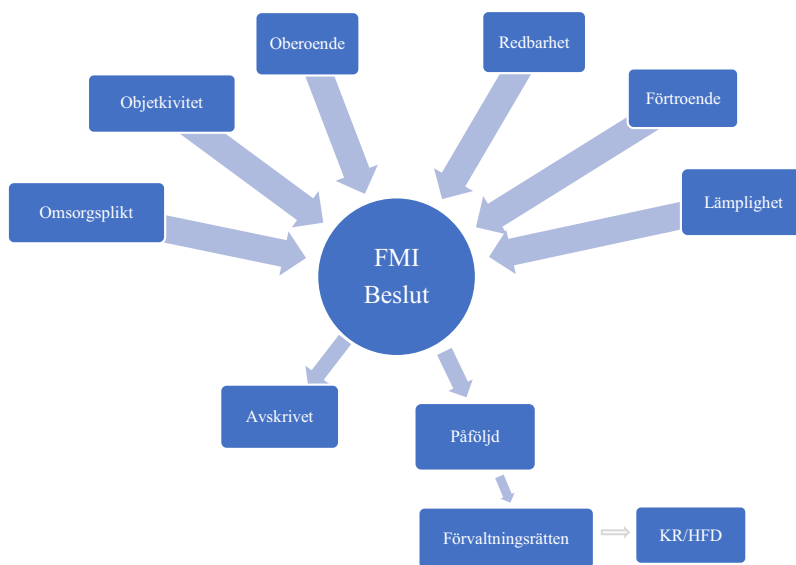 Oberoende
Redbarhet
Objetkivitet
Förtroende
Omsorgsplikt
Lämplighet
FMI
Beslut
Avskrivet
Påföljd
Förvaltningsrätten
KR/HFD